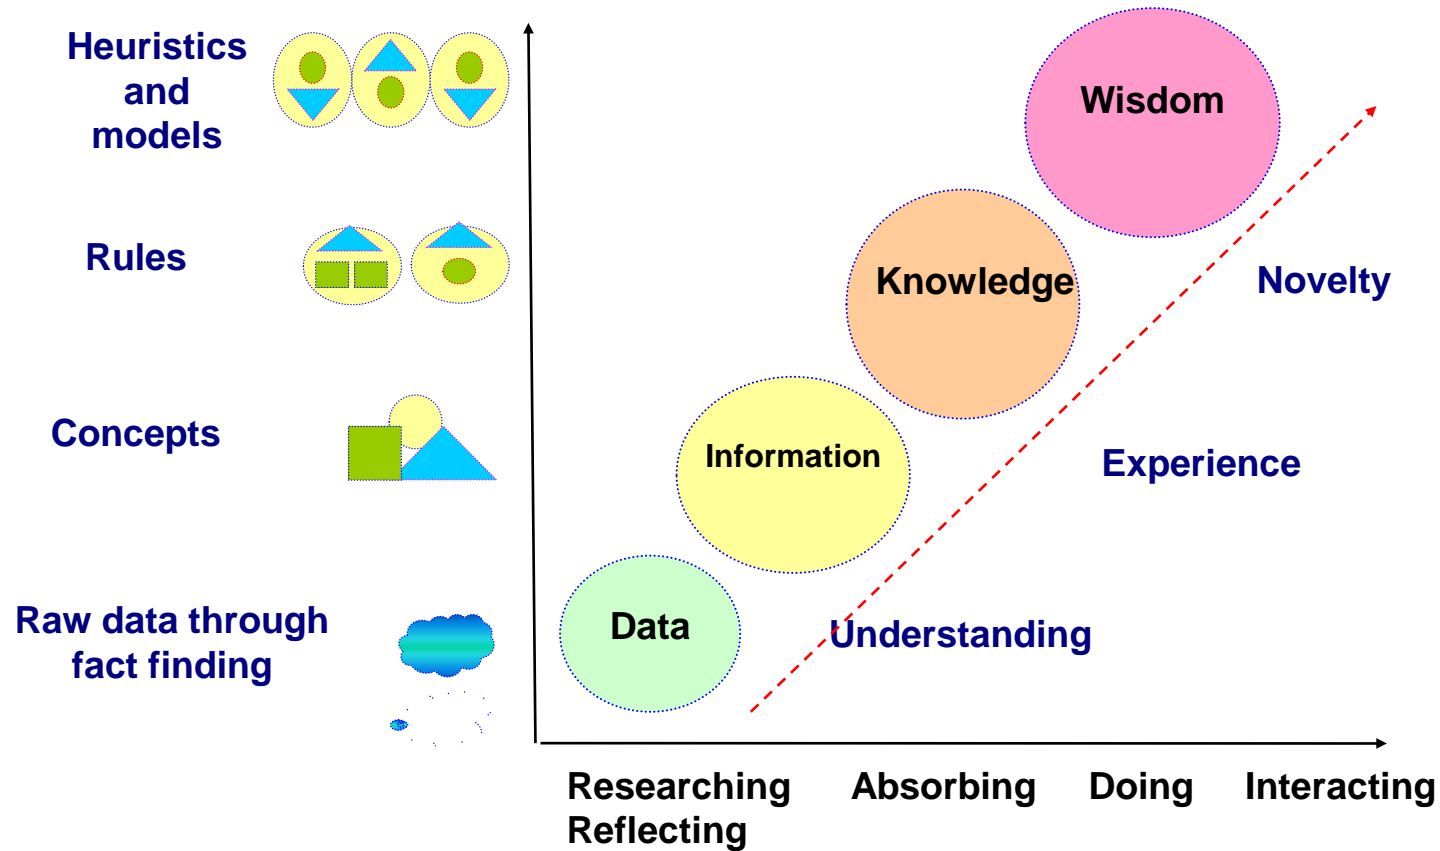 Heuristics
and
models
Wisdom
Rules
Knowledge
Novelty
Concepts
Information
Experience
Raw data through
fact finding
Data
Understanding
Researching Absorbing Doing Interacting
Reflecting